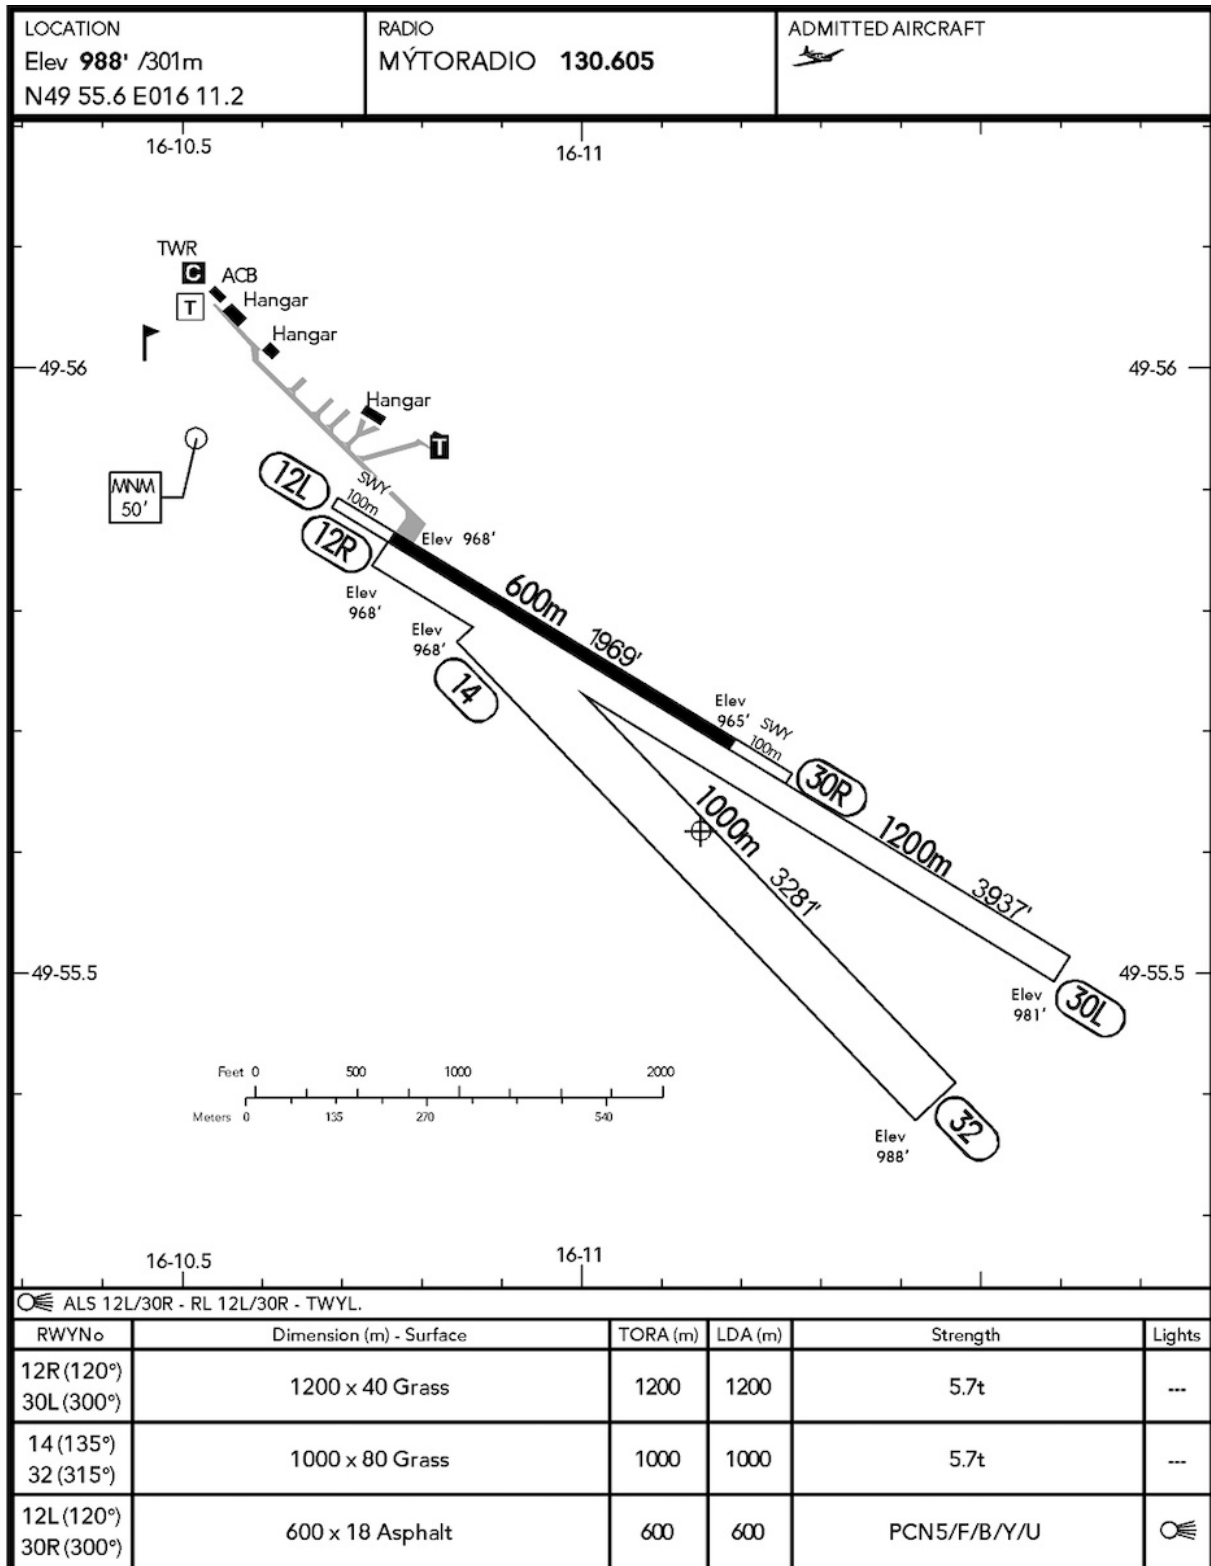 LOCATION
Elev 988' /301m
N49 55.6 E016 11.2
RADIO
MÝTORADIO 130.605
ADMITTED AIRCRAFT
16-10.5
16-11
TWR
C
ACB
T
Hangar
Hangar
49-56
49-56
Hangar
T
MNM
50'
12L
SWY
100m
12R
Elev 968'
Elev
968'
600m 1969'
Elev
968'
14
Elev
965'
SWY
100m
30R
1000m 3281'
1200m 3937'
49-55.5
49-55.5
Elev
981'
30L
Feet 0 500 1000 2000
Meters 0 135 270 540
32
Elev
988'
16-10.5
16-11
ALS 12L/30R - RL 12L/30R - TWYL.
RWYNo Dimension (m) - Surface TORA (m) LDA (m) Strength Lights
12R (120°)
30L (300°)
1200 x 40 Grass 1200 1200 5.7t ---
14 (135°)
32 (315°)
1000 x 80 Grass 1000 1000 5.7t ---
12L (120°)
30R (300°)
600 x 18 Asphalt 600 600 PCN5/F/B/Y/U